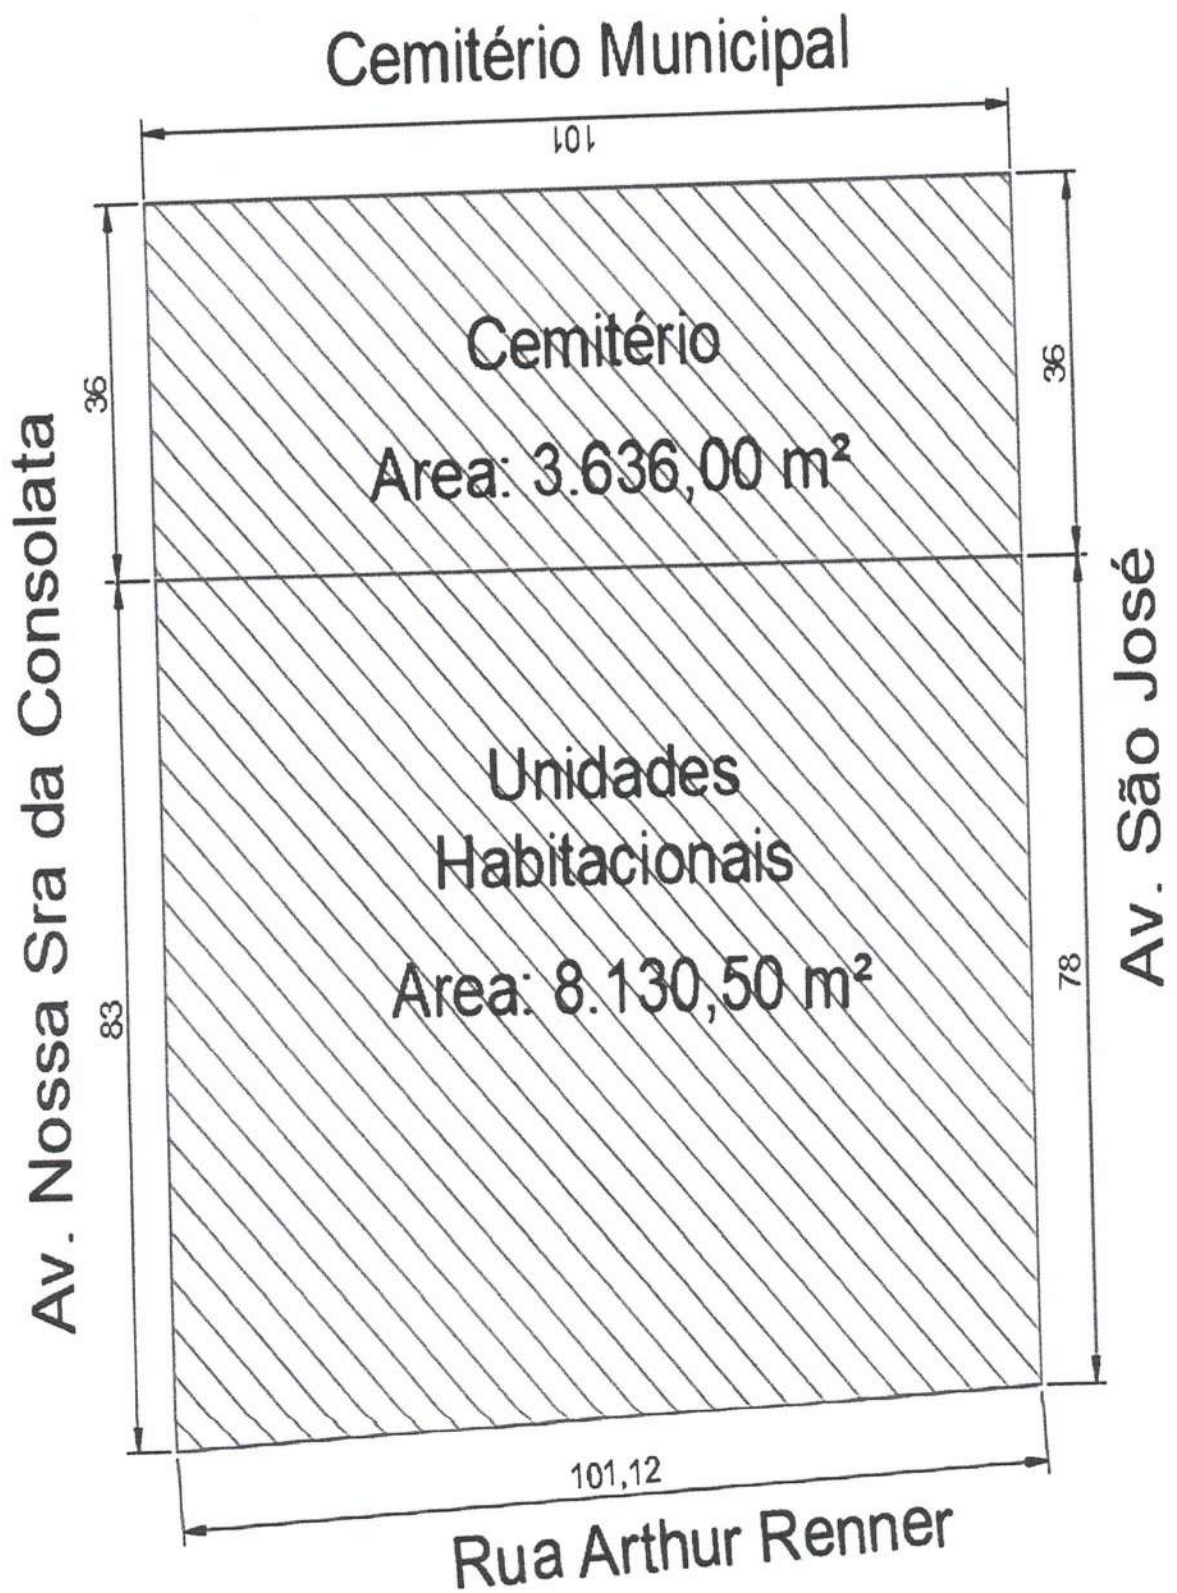 Cemitério Municipal
101
36
36
Cemitério
Area: 3.636,00 m²
Av. Nossa Sra da Consolata
Av. São José
Unidades
Habitacionais
Area: 8.130,50 m²
83
78
101,12
Rua Arthur Renner